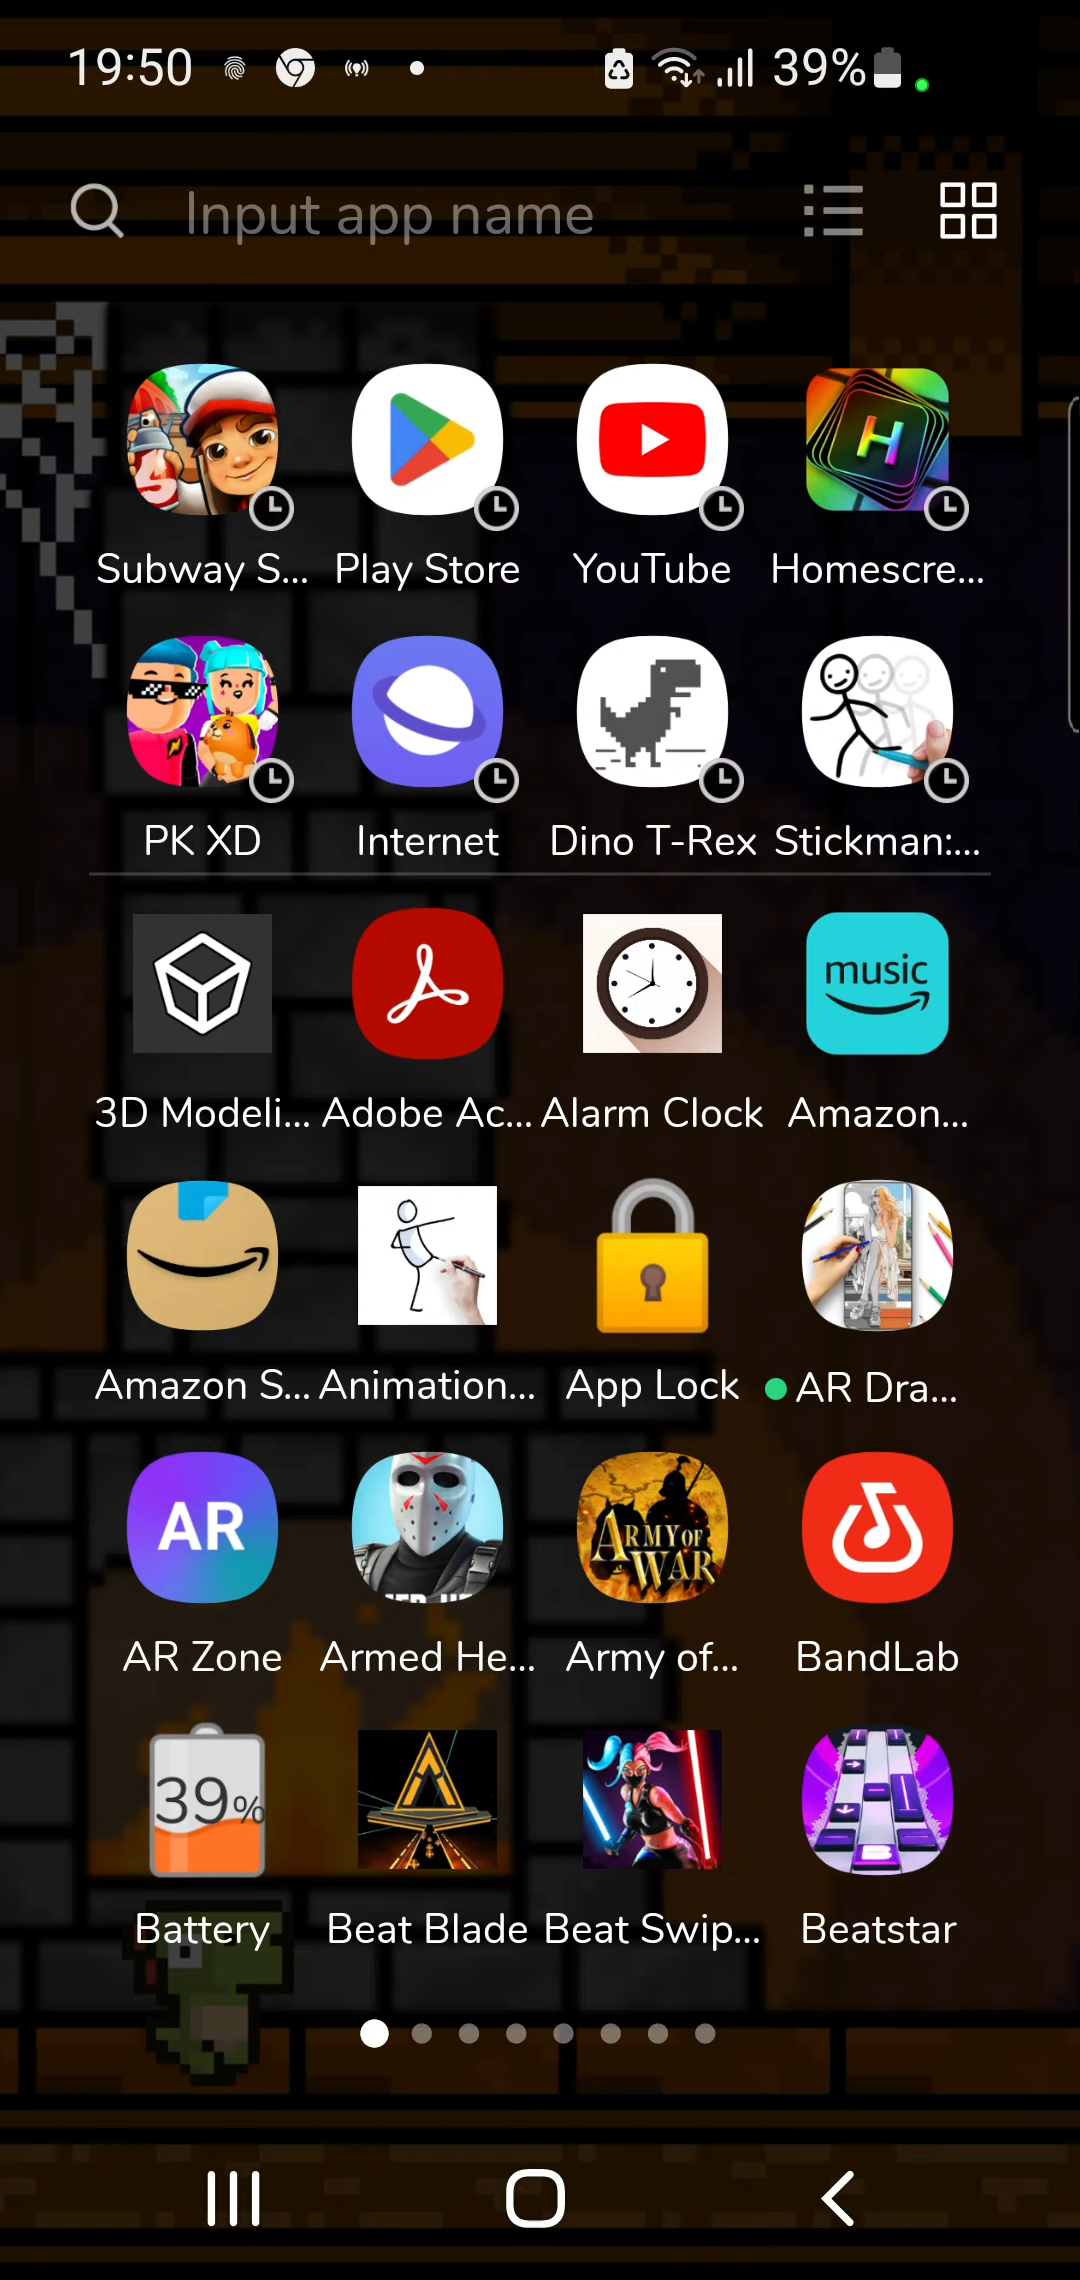 19:50 39%
Input app name
H
Subway S... Play Store YouTube Homescre...
PK XD Internet Dino T-Rex Stickman:...
music
3D Modeli... Adobe Ac... Alarm Clock Amazon...
Amazon S... Animation... App Lock AR Dra...
AR
ARMY OF
WAR
AR Zone Armed He... Army of... BandLab
39%
B
Battery Beat Blade Beat Swip... Beatstar